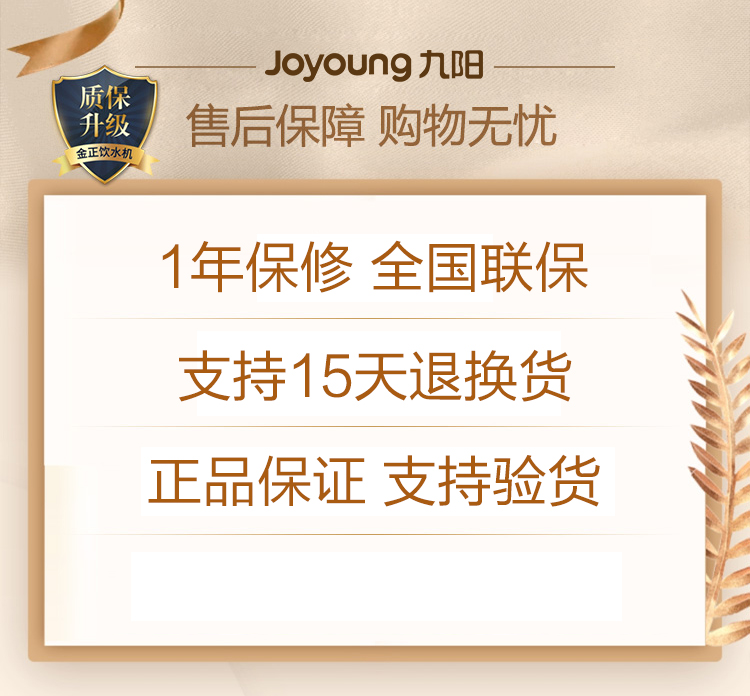 Joyoung 九阳
质保
升级
金正饮水机
售后保障 购物无忧
1年保修 全国联保
支持15天退换货
正品保证 支持验货